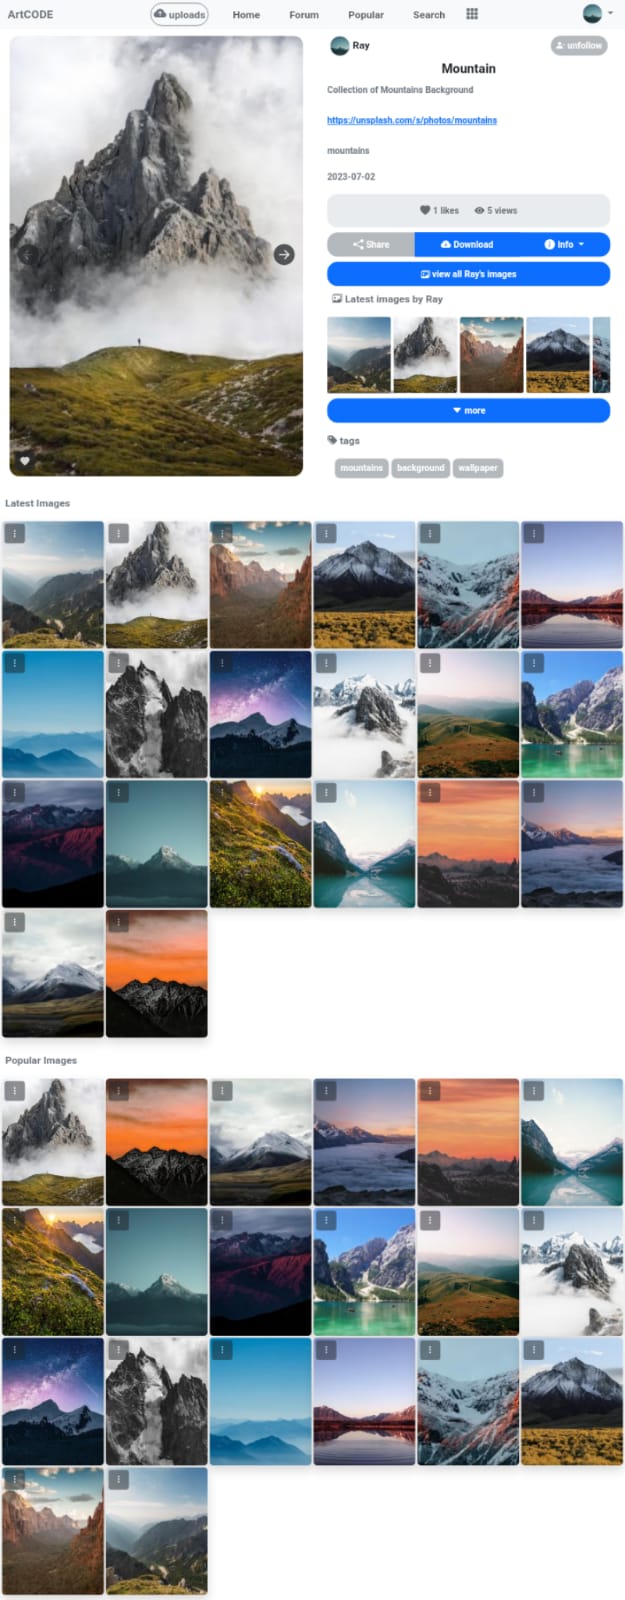 ArtCODE
uploads
Home
Forum
Popular
Search
Ray
unfollow
Mountain
Collection of Mountains Background
https://unsplash.com/s/photos/mountains
mountains
2023-07-02
1 likes
5 views
Share
Download
Info
view all Ray's images
Latest images by Ray
more
tags
mountains
background
wallpaper
Latest Images
Popular Images